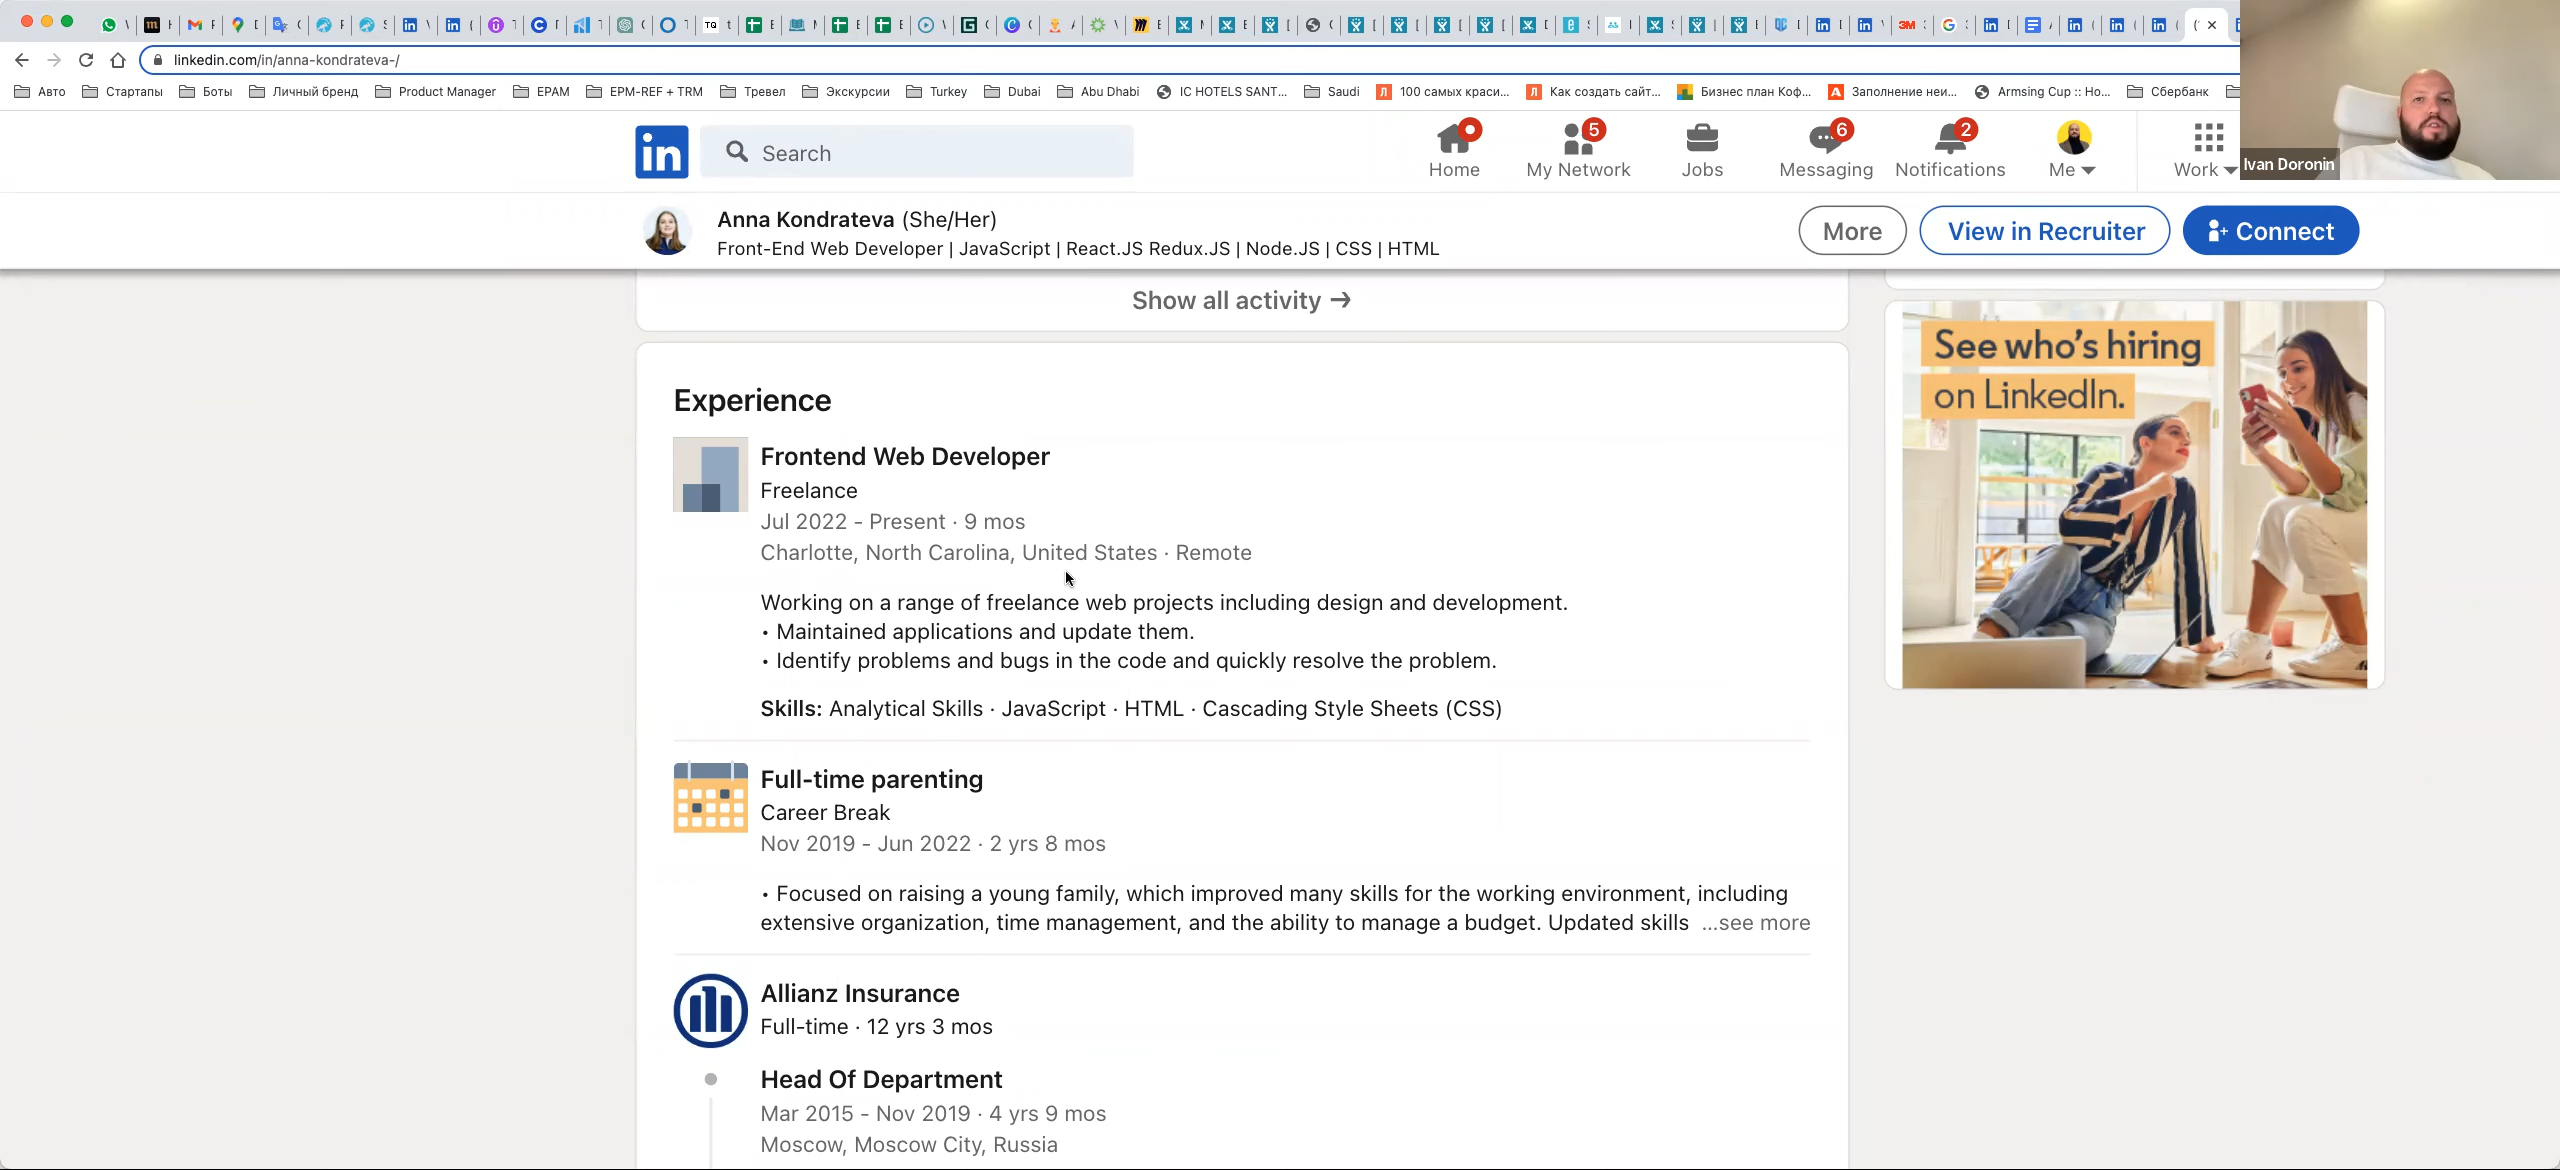 linkedin.com/in/anna-kondrateva-/
Авто
Стартапы
Боты
Личный бренд
Product Manager
EPAM
EPM-REF + TRM
Тревел
Экскурсии
Turkey
Dubai
Abu Dhabi
IC HOTELS SANT...
Saudi
100 самых краси...
Как создать сайт...
Бизнес план Коф...
Заполнение неи...
Armsing Cup :: Ho...
Сбербанк
in
Search
Home
5
My Network
Jobs
6
Messaging
2
Notifications
Me
Work
Ivan Doronin
Anna Kondrateva (She/Her)
Front-End Web Developer | JavaScript | React.JS Redux.JS | Node.JS | CSS | HTML
More
View in Recruiter
Connect
Show all activity →
See who's hiring
on LinkedIn.
Experience
Frontend Web Developer
Freelance
Jul 2022 - Present · 9 mos
Charlotte, North Carolina, United States · Remote
Working on a range of freelance web projects including design and development.
• Maintained applications and update them.
• Identify problems and bugs in the code and quickly resolve the problem.
Skills: Analytical Skills · JavaScript · HTML · Cascading Style Sheets (CSS)
Full-time parenting
Career Break
Nov 2019 - Jun 2022 · 2 yrs 8 mos
• Focused on raising a young family, which improved many skills for the working environment, including
extensive organization, time management, and the ability to manage a budget. Updated skills ...see more
Allianz Insurance
Full-time · 12 yrs 3 mos
Head Of Department
Mar 2015 - Nov 2019 · 4 yrs 9 mos
Moscow, Moscow City, Russia